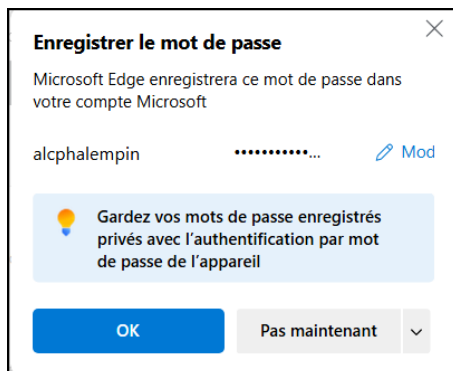 Enregistrer le mot de passe
Microsoft Edge enregistrera ce mot de passe dans
votre compte Microsoft
alcphalempin •••••••••••... Mod
Gardez vos mots de passe enregistrés
privés avec l'authentification par mot
de passe de l'appareil
OK Pas maintenant